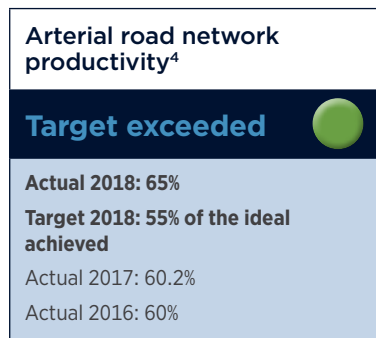 Arterial road network
productivity⁴
Target exceeded
Actual 2018: 65%
Target 2018: 55% of the ideal
achieved
Actual 2017: 60.2%
Actual 2016: 60%